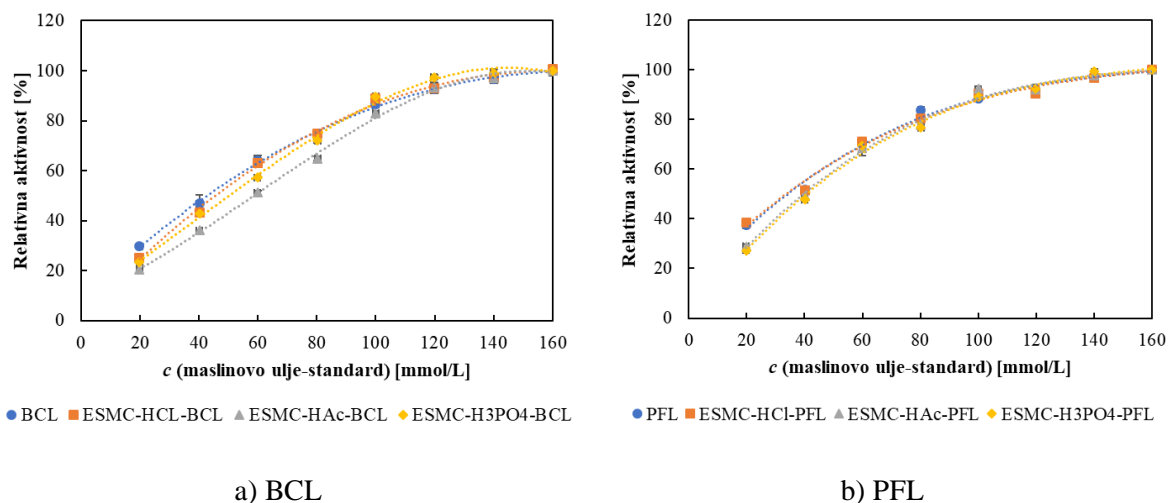 120
100
80
60
40
20
0
Relativna aktivnost [%]
0 20 40 60 80 100 120 140 160
c (maslinovo ulje-standard) [mmol/L]
BCL ESMC-HCL-BCL ESMC-HAc-BCL ESMC-H3PO4-BCL
a) BCL
120
100
80
60
40
20
0
Relativna aktivnost [%]
0 20 40 60 80 100 120 140 160
c (maslinovo ulje-standard) [mmol/L]
PFL ESMC-HCl-PFL ESMC-HAc-PFL ESMC-H3PO4-PFL
b) PFL